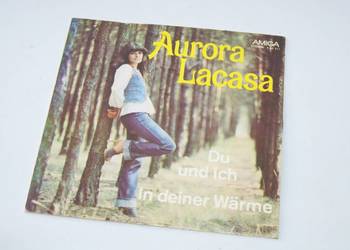 Aurora
Lacasa
AMIGA
Du
und ich
In deiner Wärme